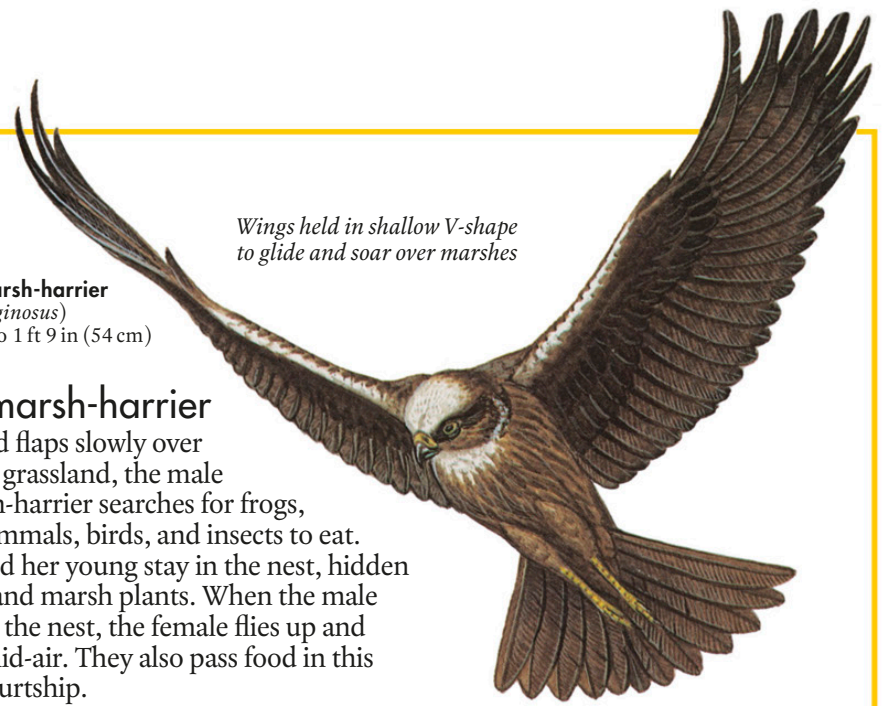 Wings held in shallow V-shape
to glide and soar over marshes
marsh-harrier
ginosus)
o 1 ft 9 in (54 cm)
marsh-harrier
d flaps slowly over
grassland, the male
h-harrier searches for frogs,
mmals, birds, and insects to eat.
d her young stay in the nest, hidden
and marsh plants. When the male
the nest, the female flies up and
id-air. They also pass food in this
urtship.